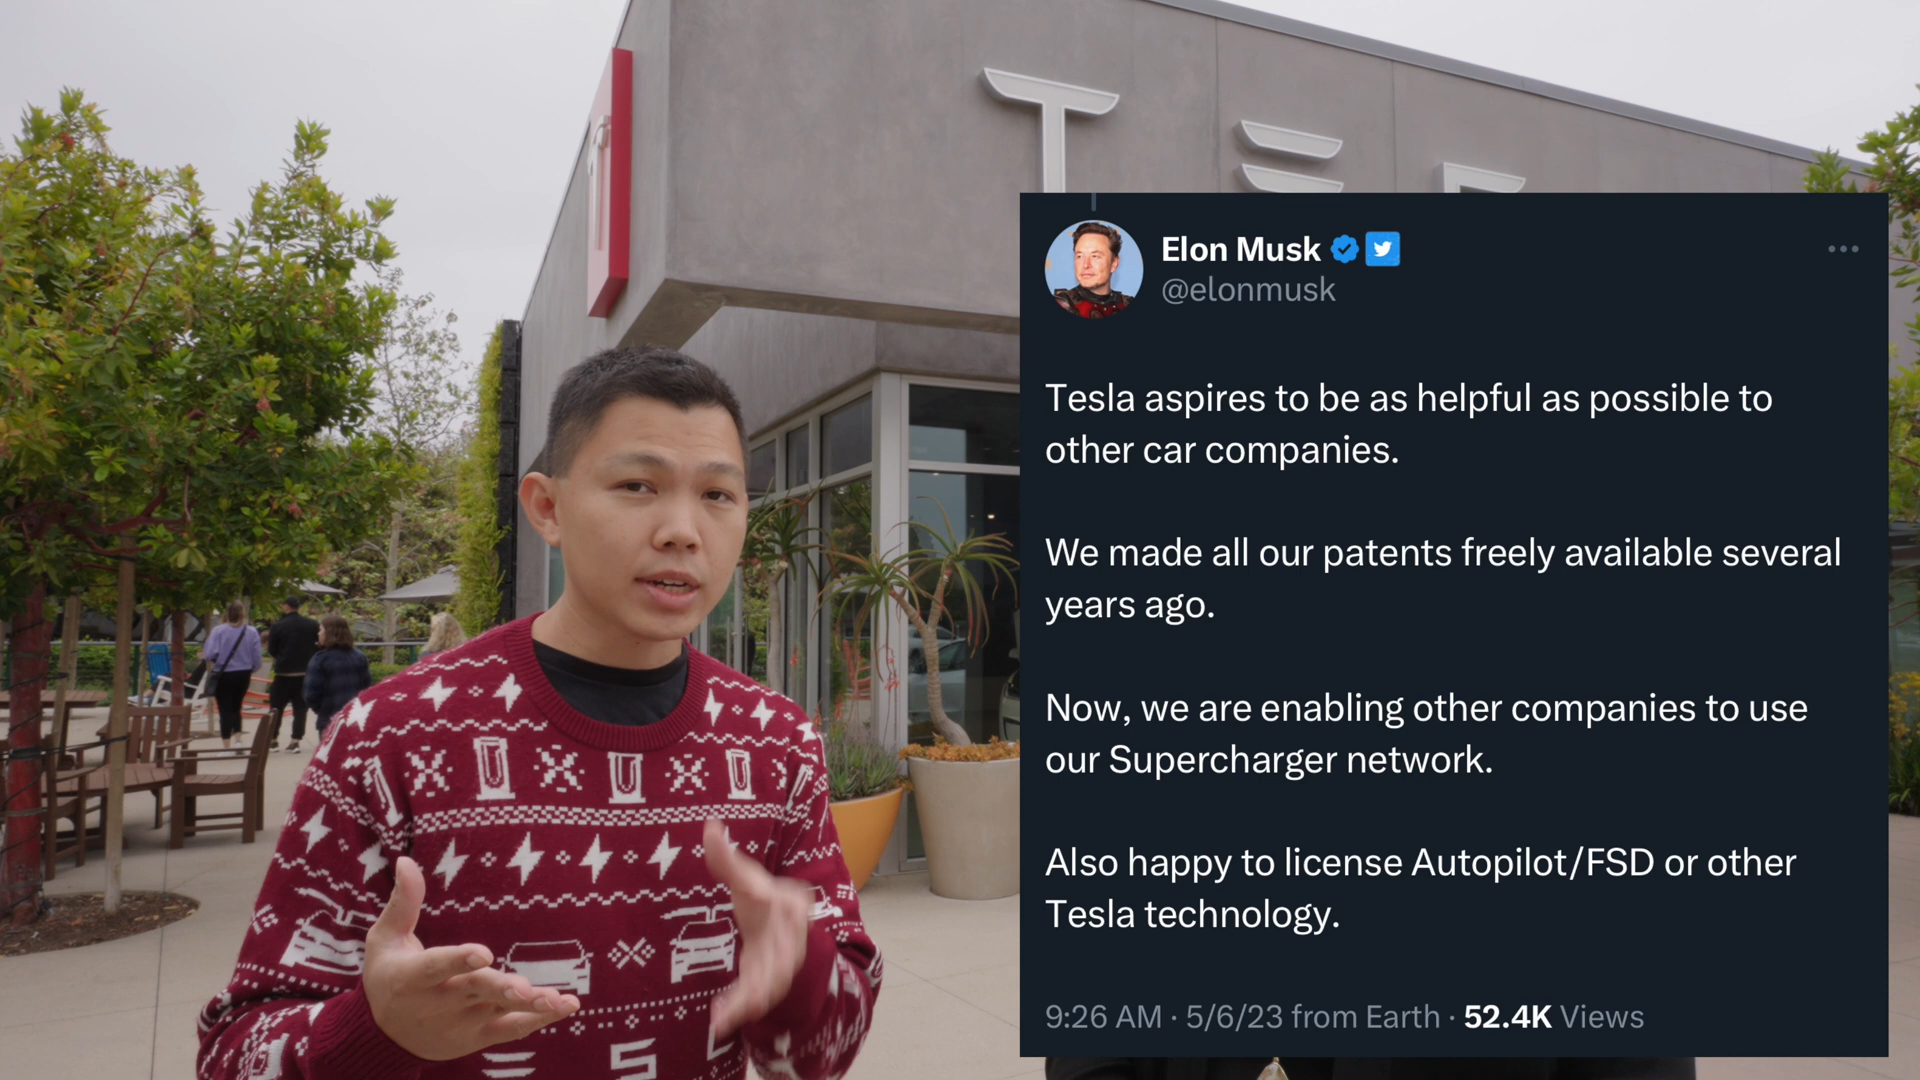 TESL
Elon Musk
@elonmusk
Tesla aspires to be as helpful as possible to
other car companies.
We made all our patents freely available several
years ago.
Now, we are enabling other companies to use
our Supercharger network.
Also happy to license Autopilot/FSD or other
Tesla technology.
9:26 AM · 5/6/23 from Earth · 52.4K Views